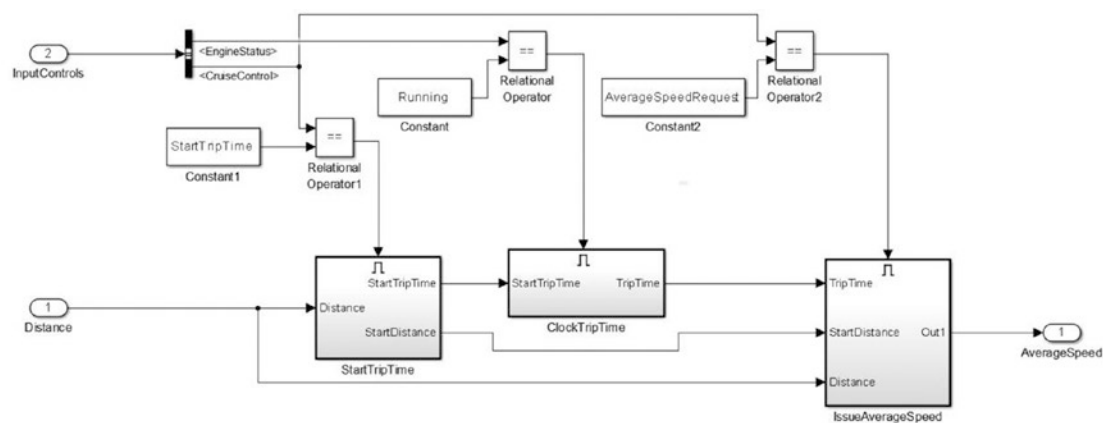 2
InputControls
<EngineStatus>
<CruiseControl>
==
Relational
Operator
Running
Constant
==
Relational
Operator2
AverageSpeedRequest
Constant2
StartTripTime
Constant1
==
Relational
Operator1
1
Distance
Distance
StartTripTime
StartDistance
StartTripTime
StartTripTime
TripTime
ClockTripTime
TripTime
StartDistance
Distance
Out1
IssueAverageSpeed
1
AverageSpeed